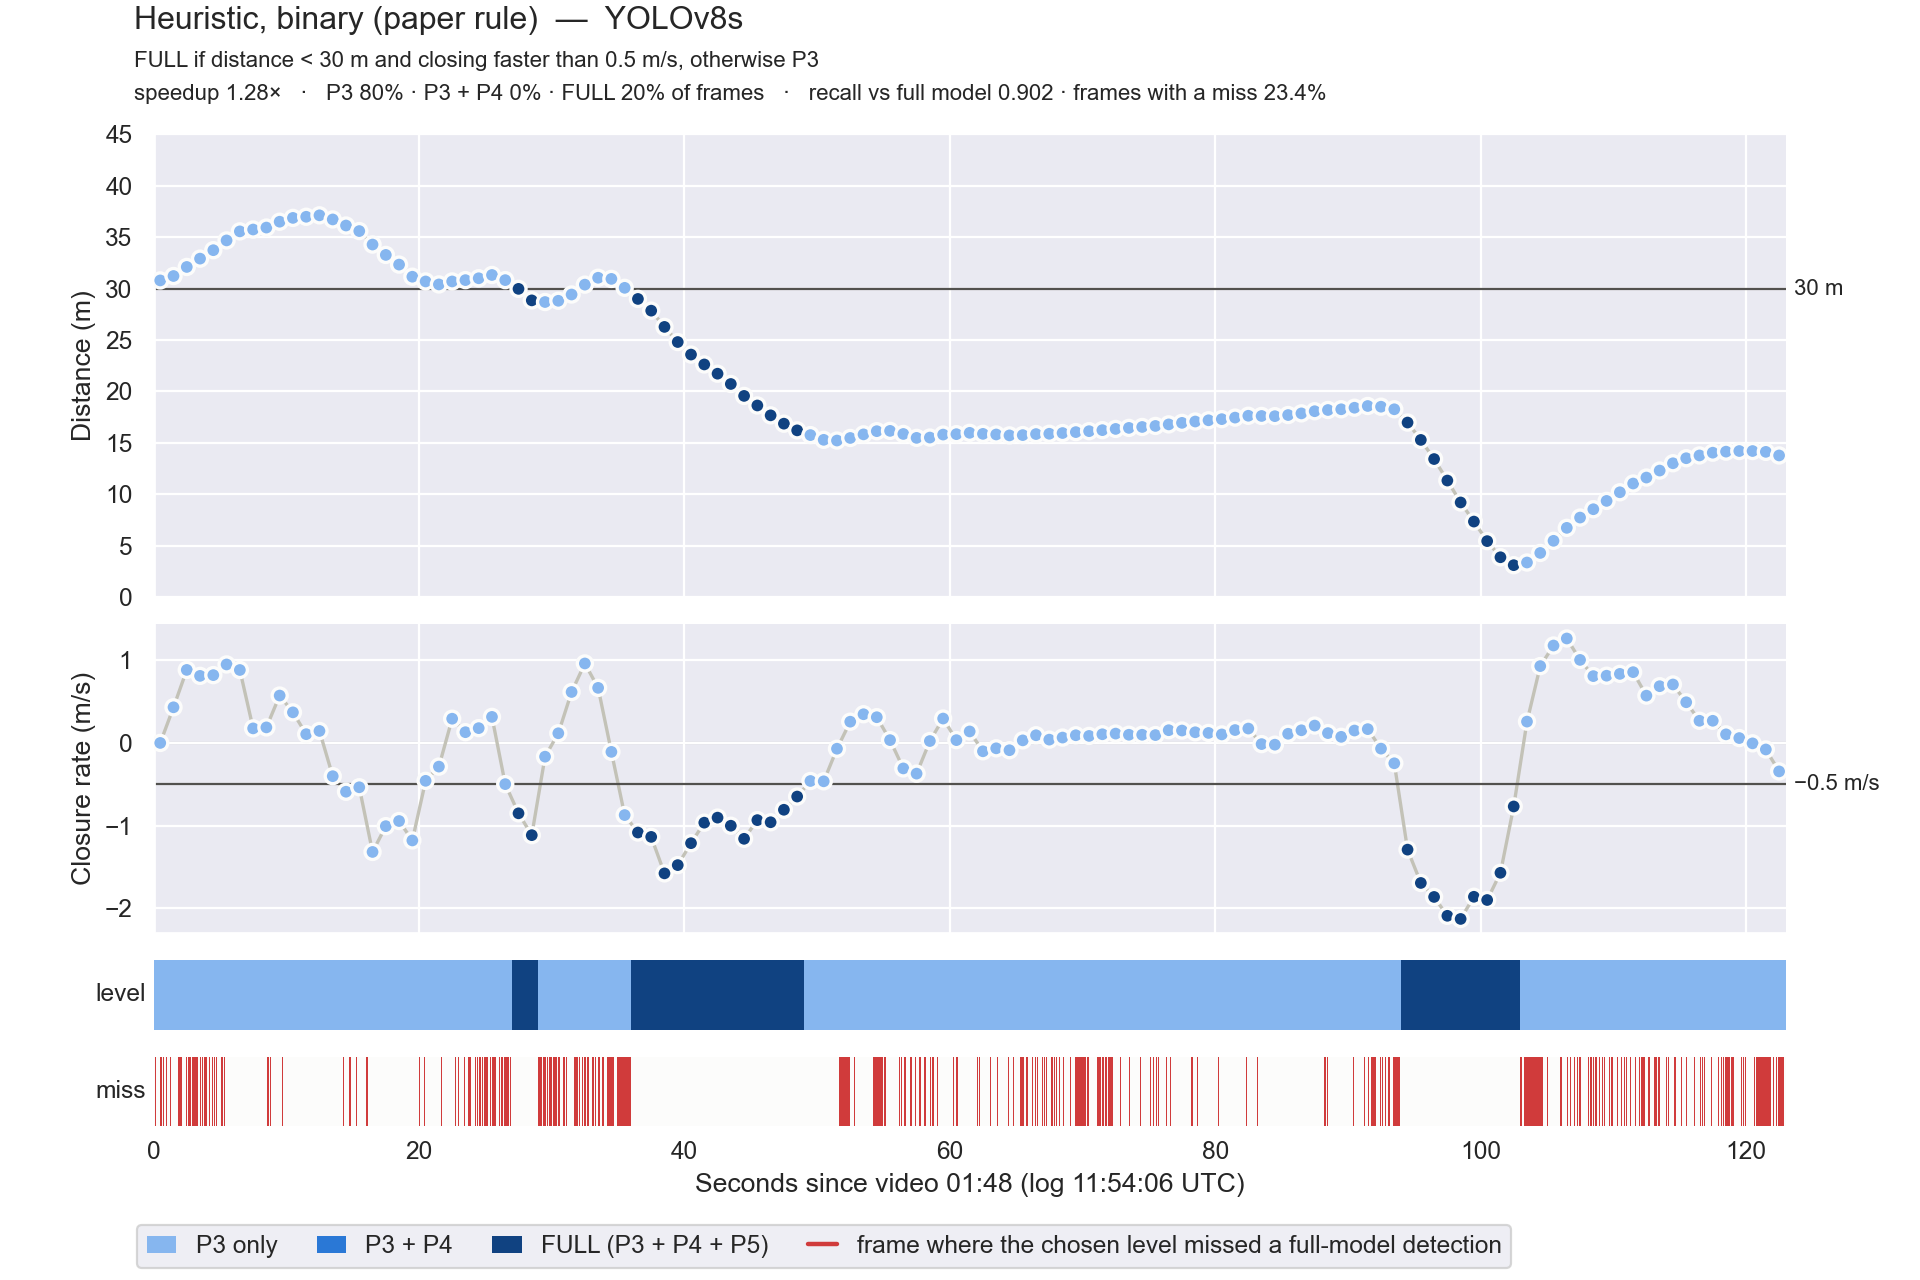 Heuristic, binary (paper rule) — YOLOv8s
FULL if distance < 30 m and closing faster than 0.5 m/s, otherwise P3
speedup 1.28× · P3 80% · P3 + P4 0% · FULL 20% of frames · recall vs full model 0.902 · frames with a miss 23.4%
45
40
35
30
25
20
15
10
5
0
Distance (m)
30 m
1
0
−1
−2
Closure rate (m/s)
−0.5 m/s
level
miss
0 20 40 60 80 100 120
Seconds since video 01:48 (log 11:54:06 UTC)
P3 only P3 + P4 FULL (P3 + P4 + P5) frame where the chosen level missed a full-model detection